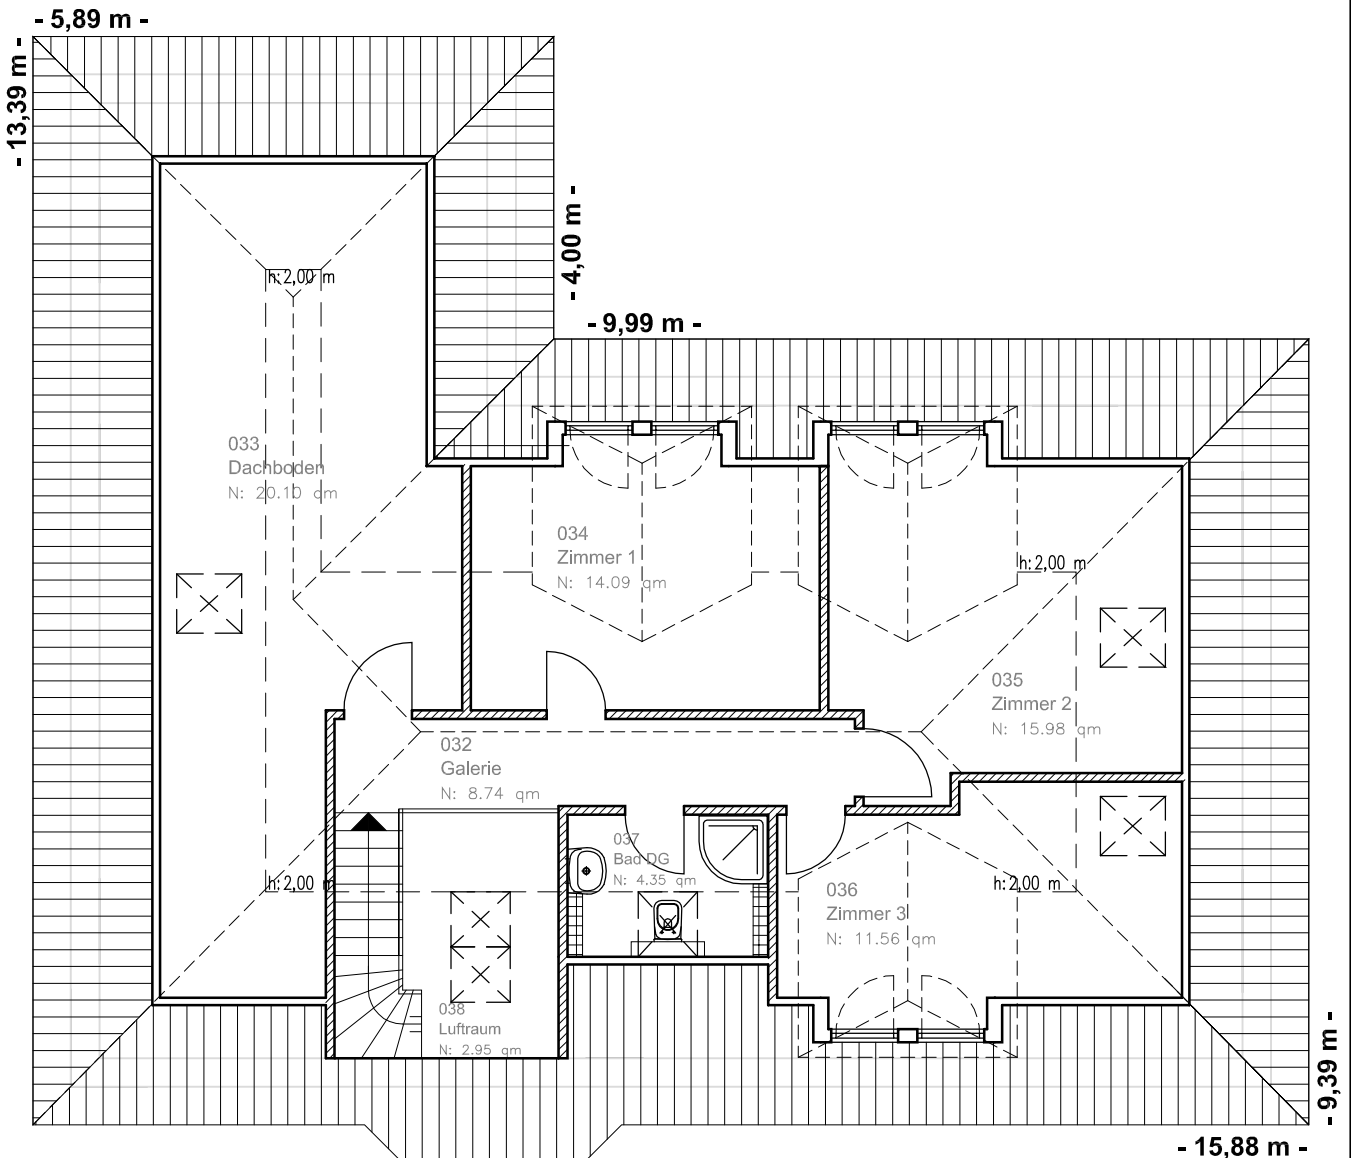 - 5,89 m -
- 13,39 m -
- 4,00 m -
- 9,99 m -
h:2,00 m
033
Dachboden
N: 20.10 qm
034
Zimmer 1
N: 14.09 qm
h:2,00 m
035
Zimmer 2
N: 15.98 qm
032
Galerie
N: 8.74 qm
037
Bad DG
N: 4.35 qm
h:2,00 m
h:2,00 m
036
Zimmer 3
N: 11.56 qm
038
Luftraum
N: 2.95 qm
- 9,39 m -
- 15,88 m -